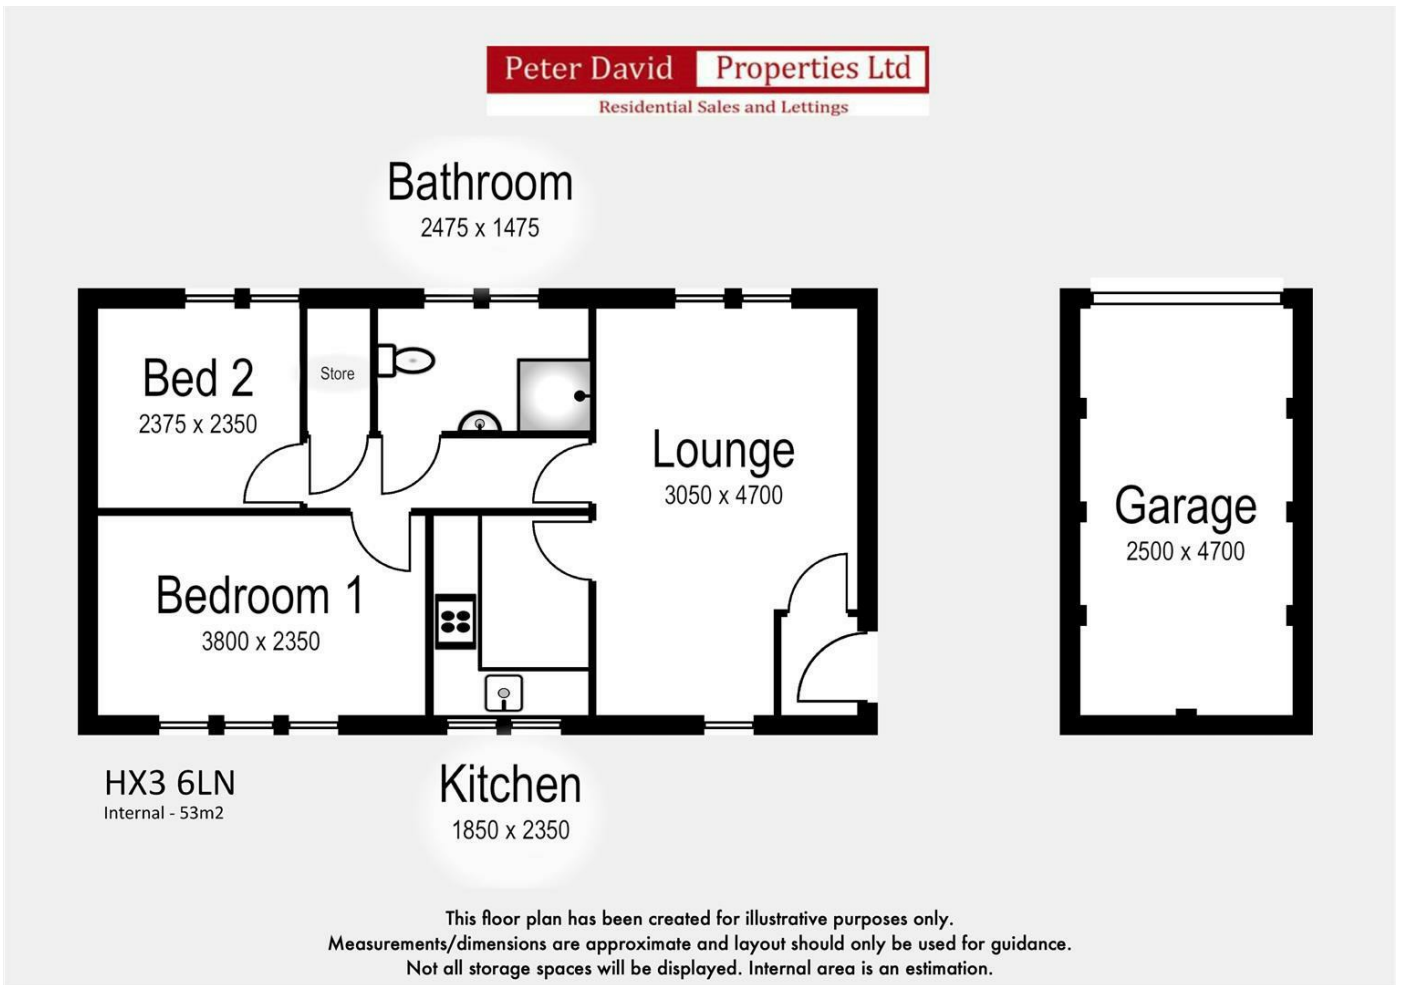 Peter David Properties Ltd
Residential Sales and Lettings
Bathroom
2475 x 1475
Bed 2
2375 x 2350
Store
Lounge
3050 x 4700
Garage
2500 x 4700
Bedroom 1
3800 x 2350
HX3 6LN
Internal - 53m2
Kitchen
1850 x 2350
This floor plan has been created for illustrative purposes only.
Measurements/dimensions are approximate and layout should only be used for guidance.
Not all storage spaces will be displayed. Internal area is an estimation.